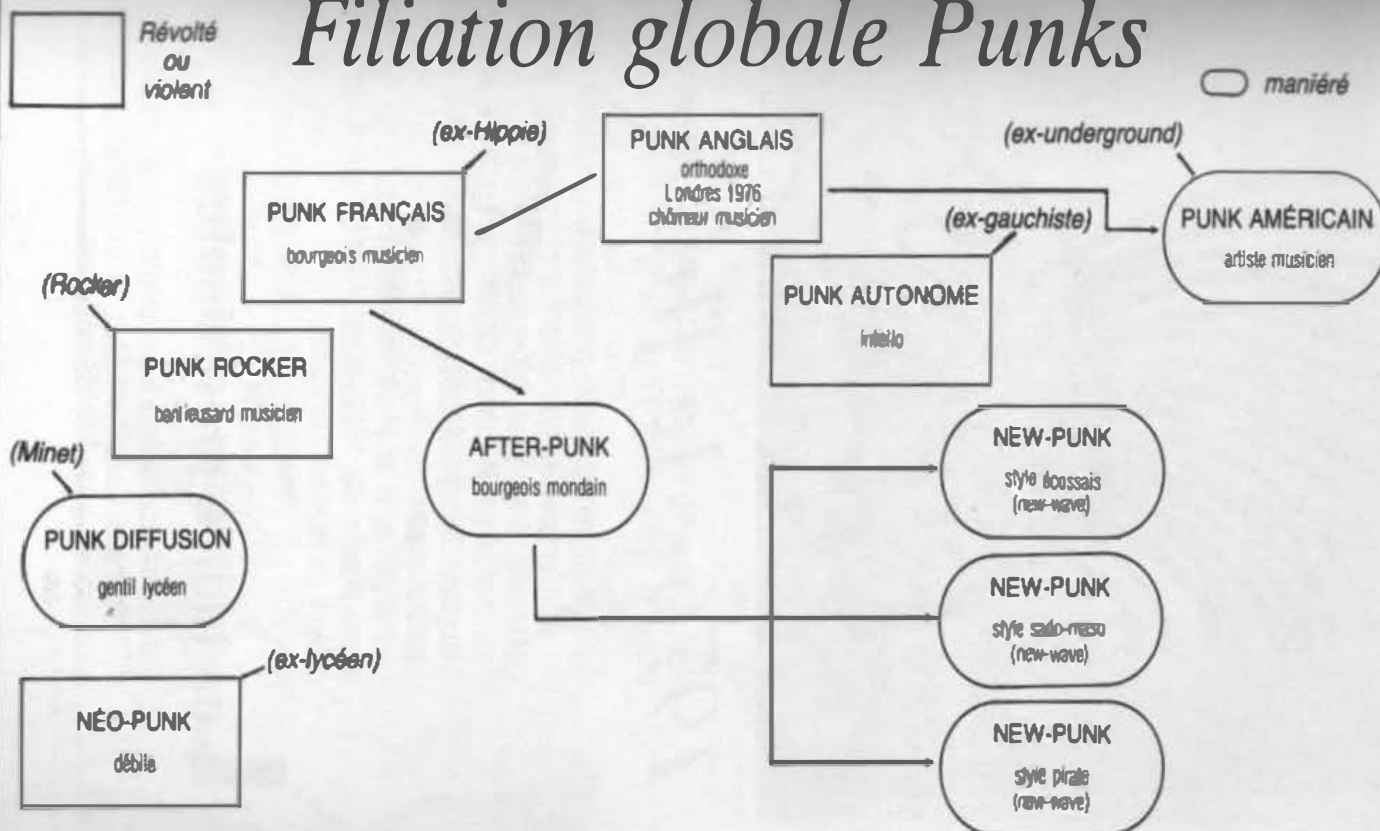 Filiation globale Punks
Révolté
ou
violent
maniéré
(ex-Hippie)
PUNK ANGLAIS
orthodoxe
Londres 1976
chômeur musicien
(ex-underground)
PUNK FRANÇAIS
bourgeois musicien
(ex-gauchiste)
PUNK AMÉRICAIN
artiste musicien
(Rocker)
PUNK AUTONOME
intello
PUNK ROCKER
banlieusard musicien
(Minet)
AFTER-PUNK
bourgeois mondain
NEW-PUNK
style écossais
(new-wave)
PUNK DIFFUSION
gentil lycéen
NEW-PUNK
style sado-maso
(new-wave)
(ex-lycéen)
NÉO-PUNK
débile
NEW-PUNK
style pirate
(new-wave)